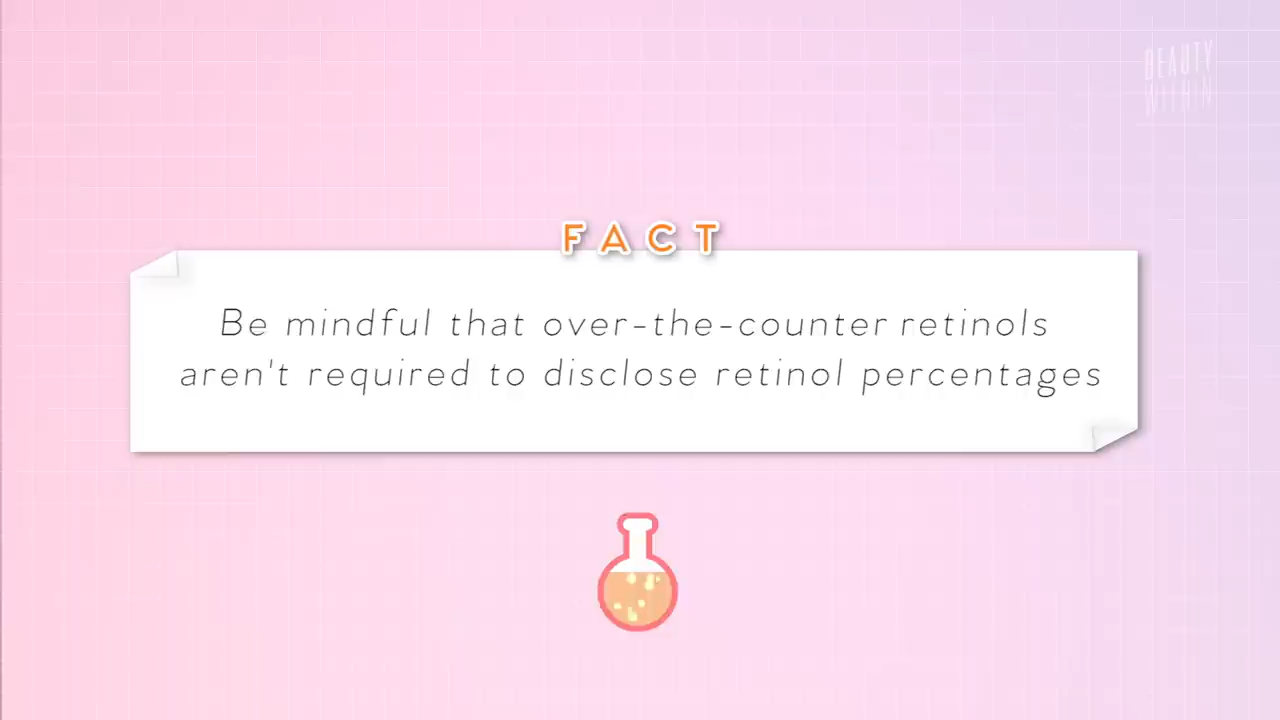 BEAUTY
WITHIN
FACT
Be mindful that over-the-counter retinols
aren't required to disclose retinol percentages